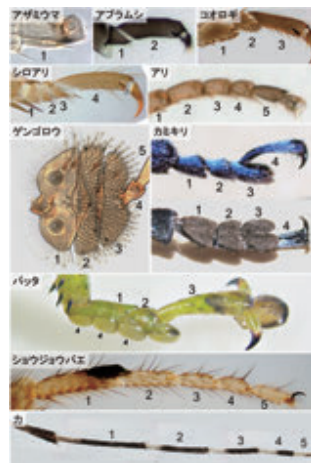 アザミウマ
1
アブラムシ
1 2
コオロギ
1 2 3
シロアリ
1 2 3 4
アリ
1 2 3 4 5
ゲンゴロウ
1 2 3 4 5
カミキリ
1 2 3 4
1 2 3 4
バッタ
1 2 3
ショウジョウバエ
1 2 3 4 5
カ
1 2 3 4 5